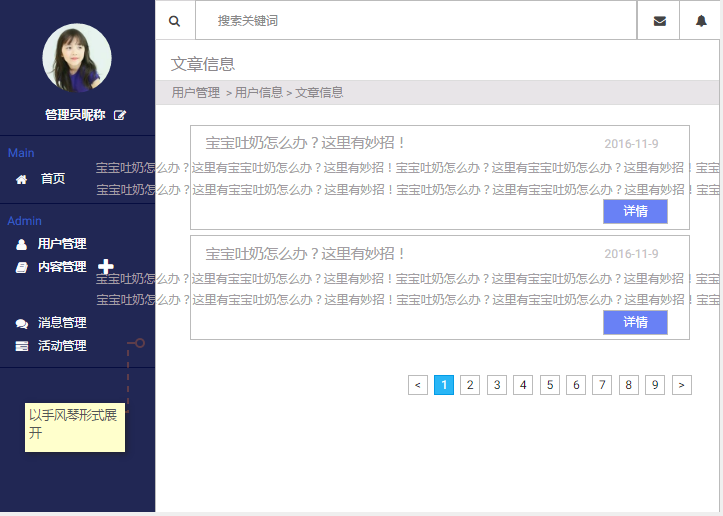 搜索关键词
文章信息
用户管理 > 用户信息 > 文章信息
管理员昵称
Main
首页
Admin
用户管理
内容管理
消息管理
活动管理
以手风琴形式展
开
宝宝吐奶怎么办？这里有妙招！ 2016-11-9
宝宝吐奶怎么办？这里有宝宝吐奶怎么办？这里有妙招！宝宝吐奶怎么办？这里有妙招！宝宝吐奶怎么办？这里有妙招！宝宝
宝宝吐奶怎么办？这里有宝宝吐奶怎么办？这里有妙招！宝宝吐奶怎么办？这里有妙招！宝宝吐奶怎么办？这里有妙招！宝宝
详情
宝宝吐奶怎么办？这里有妙招！ 2016-11-9
宝宝吐奶怎么办？这里有宝宝吐奶怎么办？这里有妙招！宝宝吐奶怎么办？这里有妙招！宝宝吐奶怎么办？这里有妙招！宝宝
宝宝吐奶怎么办？这里有宝宝吐奶怎么办？这里有妙招！宝宝吐奶怎么办？这里有妙招！宝宝吐奶怎么办？这里有妙招！宝宝
详情
< 1 2 3 4 5 6 7 8 9 >